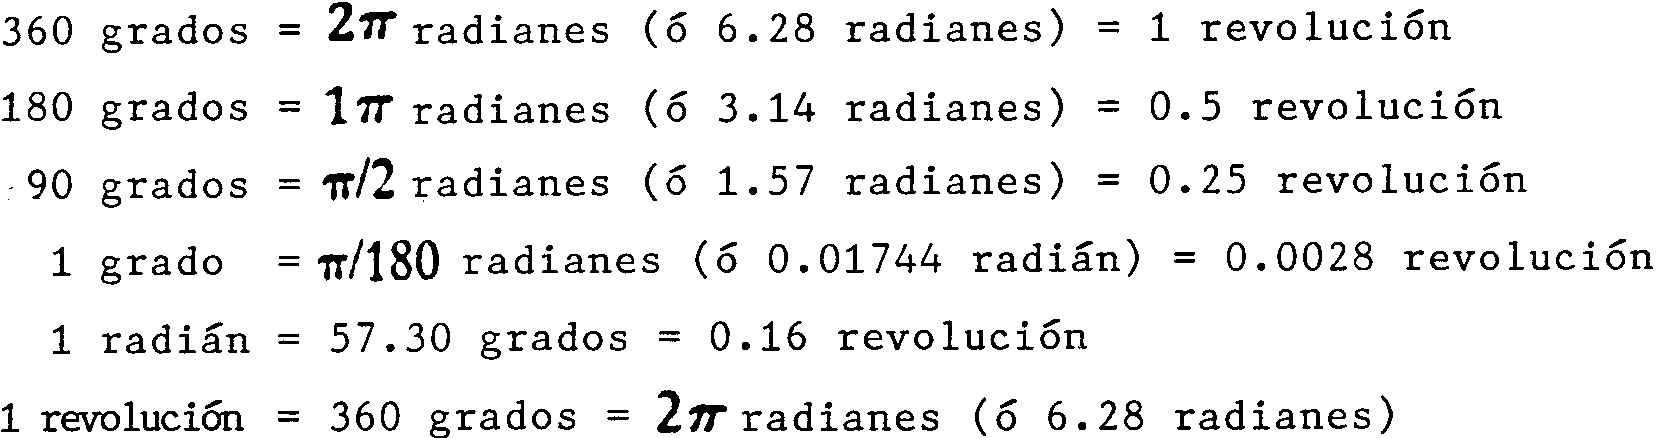 360 grados = 2π radianes (ó 6.28 radianes) = 1 revolución
180 grados = 1π radianes (ó 3.14 radianes) = 0.5 revolución
90 grados = π/2 radianes (ó 1.57 radianes) = 0.25 revolución
1 grado = π/180 radianes (ó 0.01744 radián) = 0.0028 revolución
1 radián = 57.30 grados = 0.16 revolución
1 revolución = 360 grados = 2π radianes (ó 6.28 radianes)